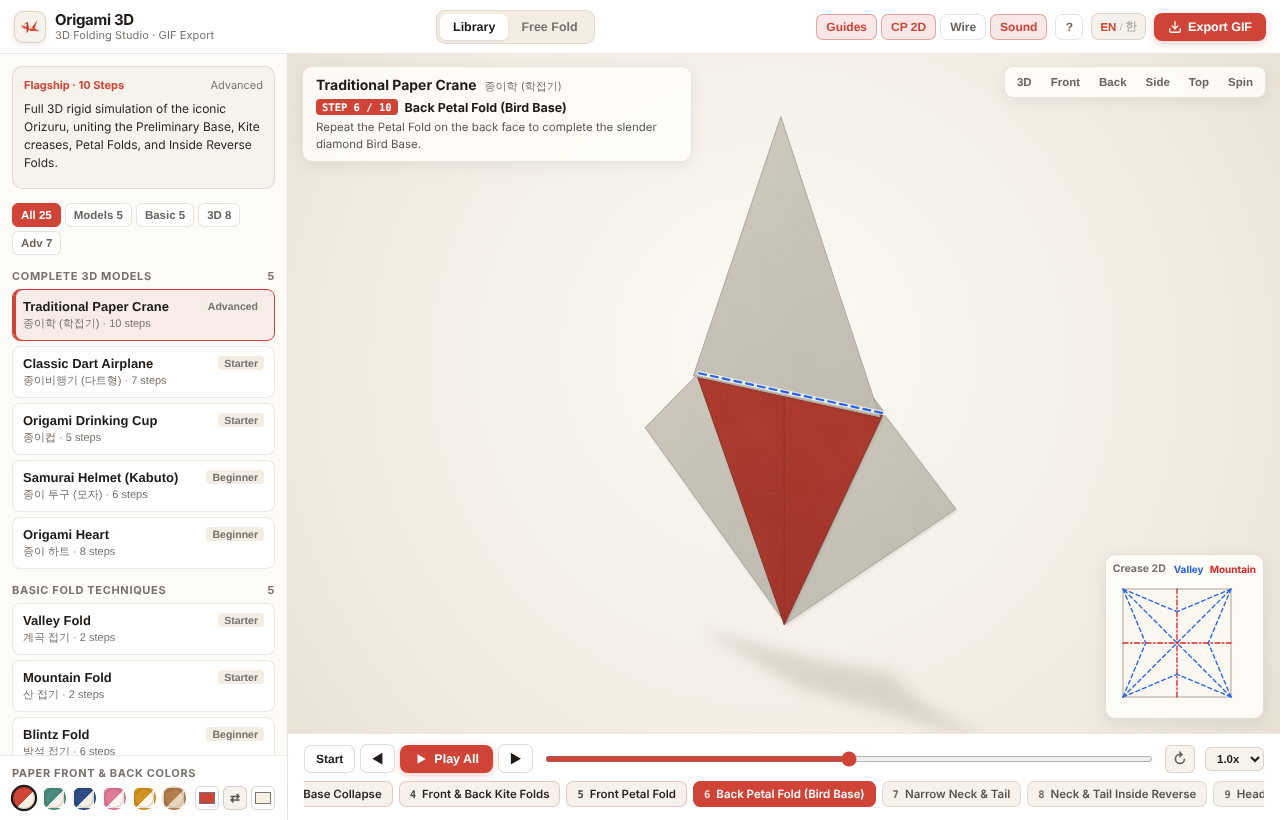 Origami 3D
3D Folding Studio · GIF Export
Library
Free Fold
Guides
CP 2D
Wire
Sound
?
EN / 한
Export GIF
Flagship · 10 Steps
Advanced
Full 3D rigid simulation of the iconic
Orizuru, uniting the Preliminary Base, Kite
creases, Petal Folds, and Inside Reverse
Folds.
All 25
Models 5
Basic 5
3D 8
Adv 7
COMPLETE 3D MODELS
5
Traditional Paper Crane
Advanced
종이학 (학접기) · 10 steps
Classic Dart Airplane
Starter
종이비행기 (다트형) · 7 steps
Origami Drinking Cup
Starter
종이컵 · 5 steps
Samurai Helmet (Kabuto)
Beginner
종이 투구 (모자) · 6 steps
Origami Heart
Beginner
종이 하트 · 8 steps
BASIC FOLD TECHNIQUES
5
Valley Fold
Starter
계곡 접기 · 2 steps
Mountain Fold
Starter
산 접기 · 2 steps
Blintz Fold
Beginner
방석 접기 · 6 steps
PAPER FRONT & BACK COLORS
Traditional Paper Crane 종이학 (학접기)
STEP 6 / 10 Back Petal Fold (Bird Base)
Repeat the Petal Fold on the back face to complete the slender
diamond Bird Base.
3D
Front
Back
Side
Top
Spin
Crease 2D
Valley
Mountain
Start
Play All
1.0x
Base Collapse
4 Front & Back Kite Folds
5 Front Petal Fold
6 Back Petal Fold (Bird Base)
7 Narrow Neck & Tail
8 Neck & Tail Inside Reverse
9 Head